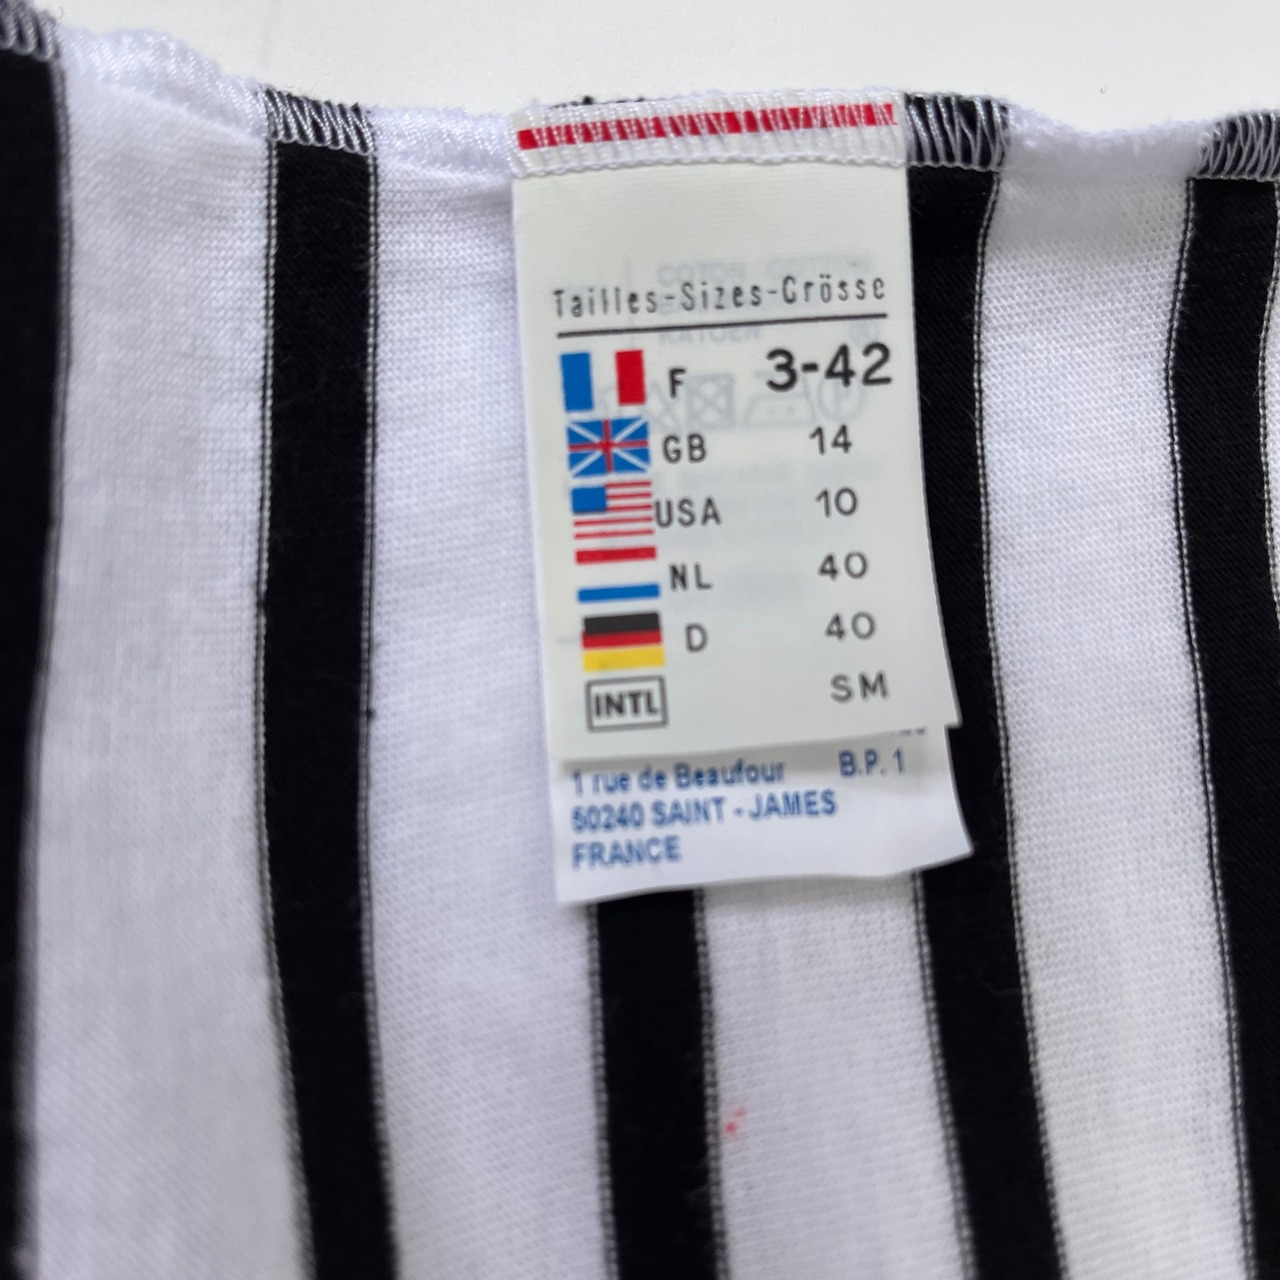 Tailles-Sizes-Grösse
F 3-42
GB 14
USA 10
NL 40
D 40
INTL SM
1 rue de Beaufour B.P. 1
50240 SAINT - JAMES
FRANCE